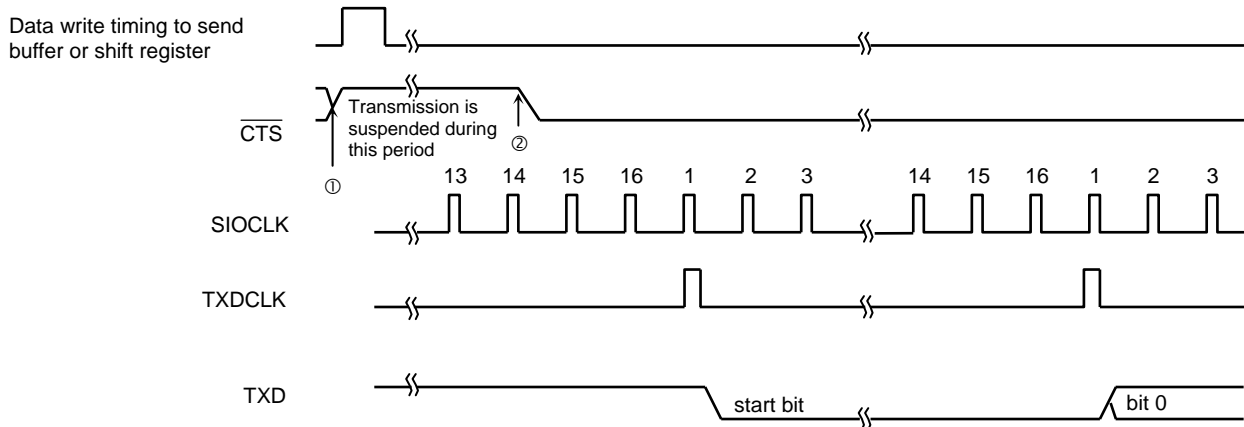 Data write timing to send
buffer or shift register
CTS
Transmission is
suspended during
this period
①
②
13 14 15 16 1 2 3 14 15 16 1 2 3
SIOCLK
TXDCLK
TXD
start bit
bit 0